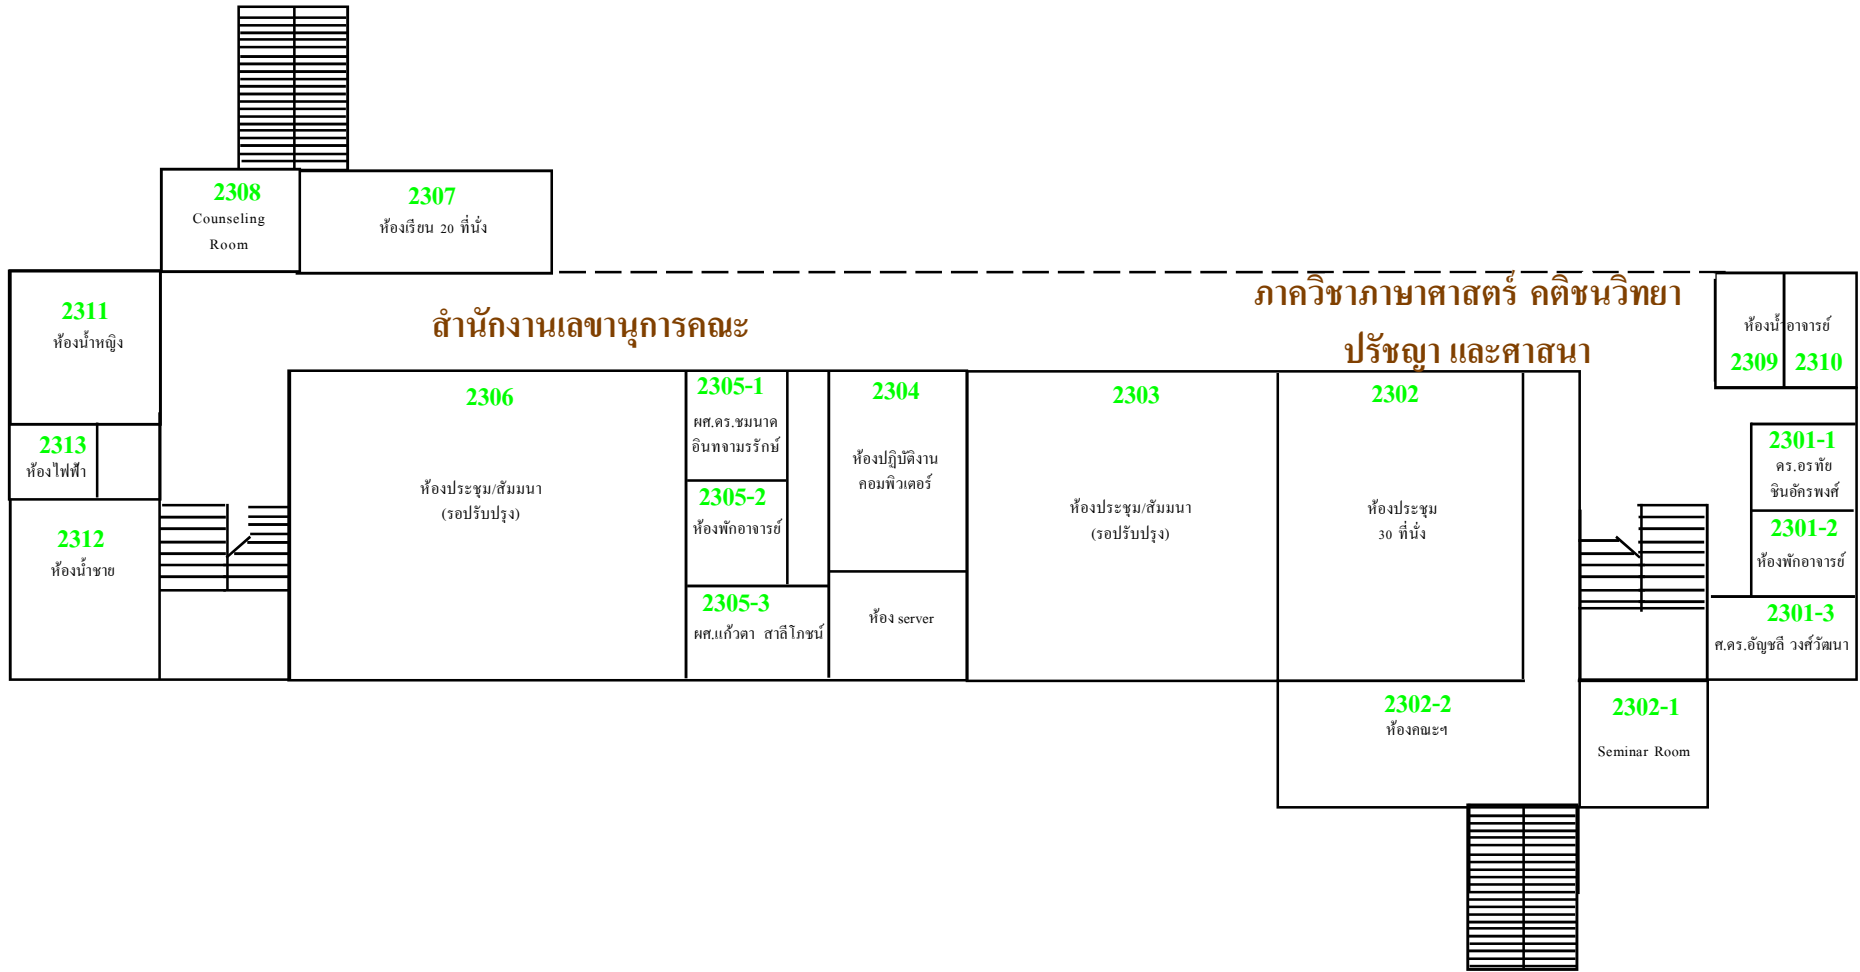 2308
Counseling
Room
2307
ห้องเรียน 20 ที่นั่ง
2311
ห้องน้ำหญิง
สำนักงานเลขานุการคณะ
ภาควิชาภาษาศาสตร์ คติชนวิทยา
ปรัชญา และศาสนา
ห้องน้ำอาจารย์
2309
2310
2313
ห้องไฟฟ้า
2312
ห้องน้ำชาย
2306
ห้องประชุม/สัมมนา
(รอปรับปรุง)
2305-1
ผศ.ดร.ชมนาด
อินทจามรรักษ์
2305-2
ห้องพักอาจารย์
2305-3
ผศ.แก้วตา สาลีโภชน์
2304
ห้องปฏิบัติงาน
คอมพิวเตอร์
ห้อง server
2303
ห้องประชุม/สัมมนา
(รอปรับปรุง)
2302
ห้องประชุม
30 ที่นั่ง
2301-1
ดร.อรทัย
ชินอัครพงศ์
2301-2
ห้องพักอาจารย์
2301-3
ศ.ดร.อัญชลี วงศ์วัฒนา
2302-2
ห้องคณะฯ
2302-1
Seminar Room